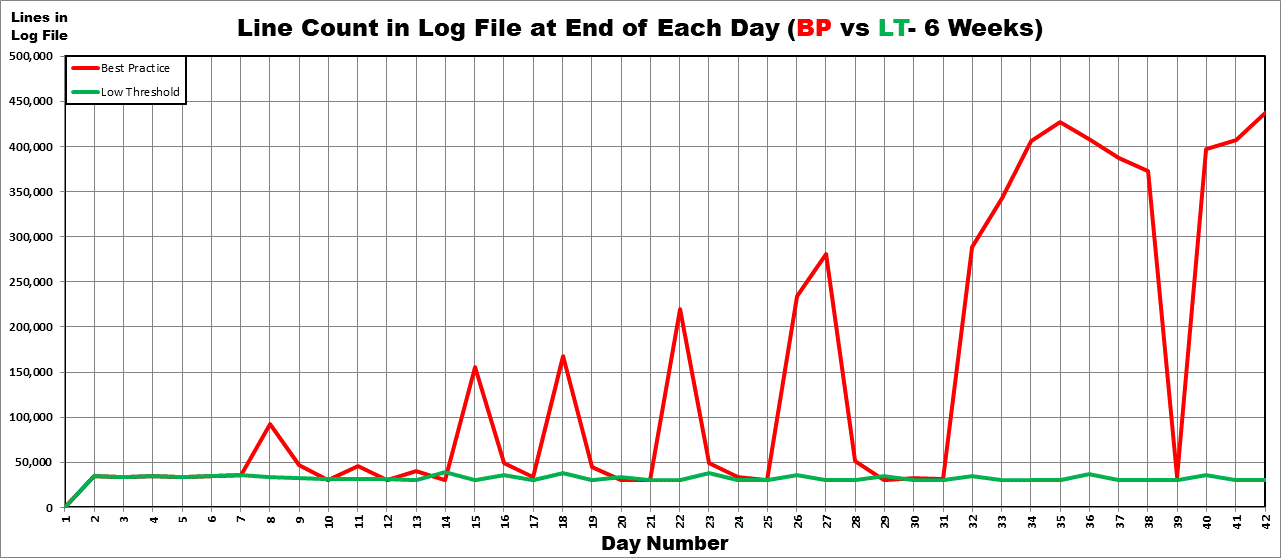 Lines in
Log File
Line Count in Log File at End of Each Day (BP vs LT- 6 Weeks)
500,000
450,000
400,000
350,000
300,000
250,000
200,000
150,000
100,000
50,000
0
Best Practice
Low Threshold
1 2 3 4 5 6 7 8 9 10 11 12 13 14 15 16 17 18 19 20 21 22 23 24 25 26 27 28 29 30 31 32 33 34 35 36 37 38 39 40 41 42
Day Number